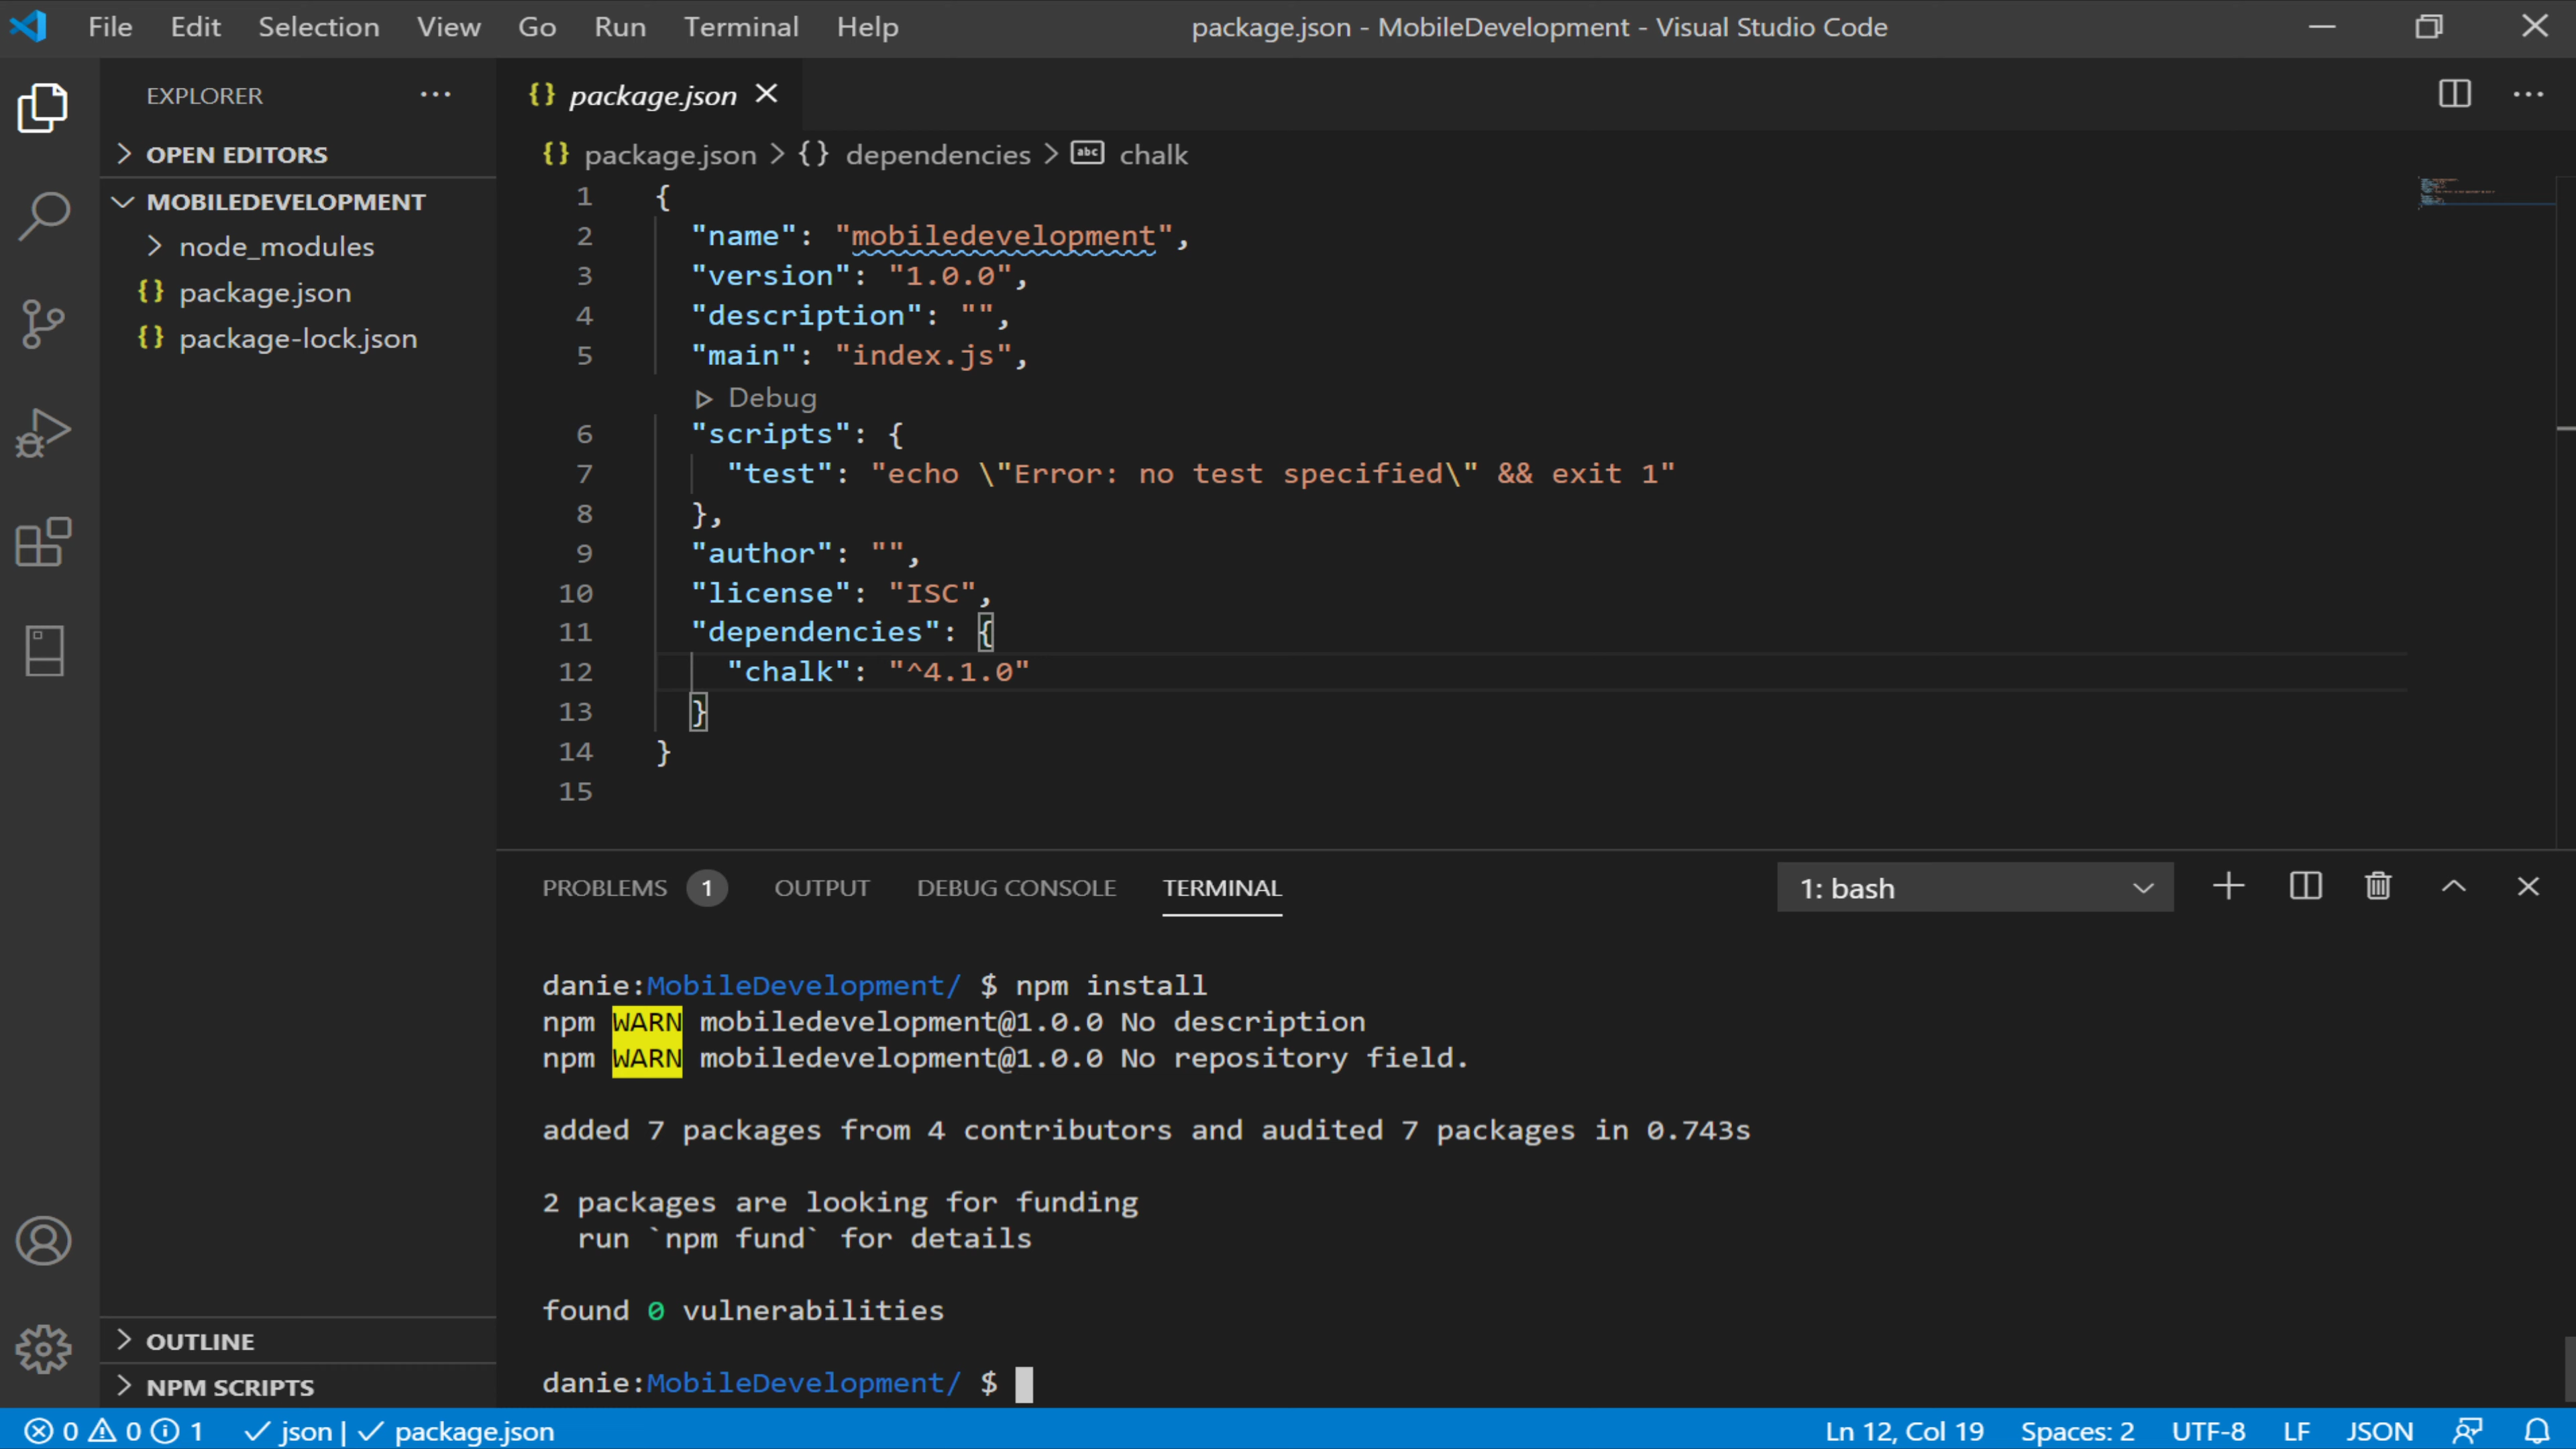 File Edit Selection View Go Run Terminal Help package.json - MobileDevelopment - Visual Studio Code
EXPLORER
OPEN EDITORS
MOBILEDEVELOPMENT
node_modules
{} package.json
{} package-lock.json
OUTLINE
NPM SCRIPTS
{} package.json
{} package.json > {} dependencies > abc chalk
1 {
2 "name": "mobiledevelopment",
3 "version": "1.0.0",
4 "description": "",
5 "main": "index.js",
Debug
6 "scripts": {
7 "test": "echo \"Error: no test specified\" && exit 1"
8 },
9 "author": "",
10 "license": "ISC",
11 "dependencies": {
12 "chalk": "^4.1.0"
13 }
14 }
15
PROBLEMS 1 OUTPUT DEBUG CONSOLE TERMINAL 1: bash
danie:MobileDevelopment/ $ npm install
npm WARN mobiledevelopment@1.0.0 No description
npm WARN mobiledevelopment@1.0.0 No repository field.
added 7 packages from 4 contributors and audited 7 packages in 0.743s
2 packages are looking for funding
run `npm fund` for details
found 0 vulnerabilities
danie:MobileDevelopment/ $
0 0 1 json | package.json Ln 12, Col 19 Spaces: 2 UTF-8 LF JSON